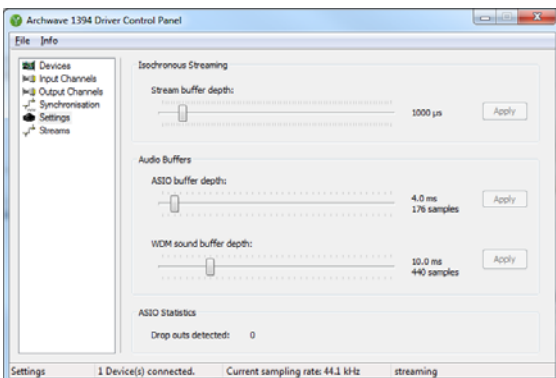 Archwave 1394 Driver Control Panel
File Info
Devices
Input Channels
Output Channels
Synchronisation
Settings
Streams
Isochronous Streaming
Stream buffer depth:
1000 µs
Apply
Audio Buffers
ASIO buffer depth:
4.0 ms
176 samples
Apply
WDM sound buffer depth:
10.0 ms
440 samples
Apply
ASIO Statistics
Drop outs detected: 0
Settings 1 Device(s) connected. Current sampling rate: 44.1 kHz streaming